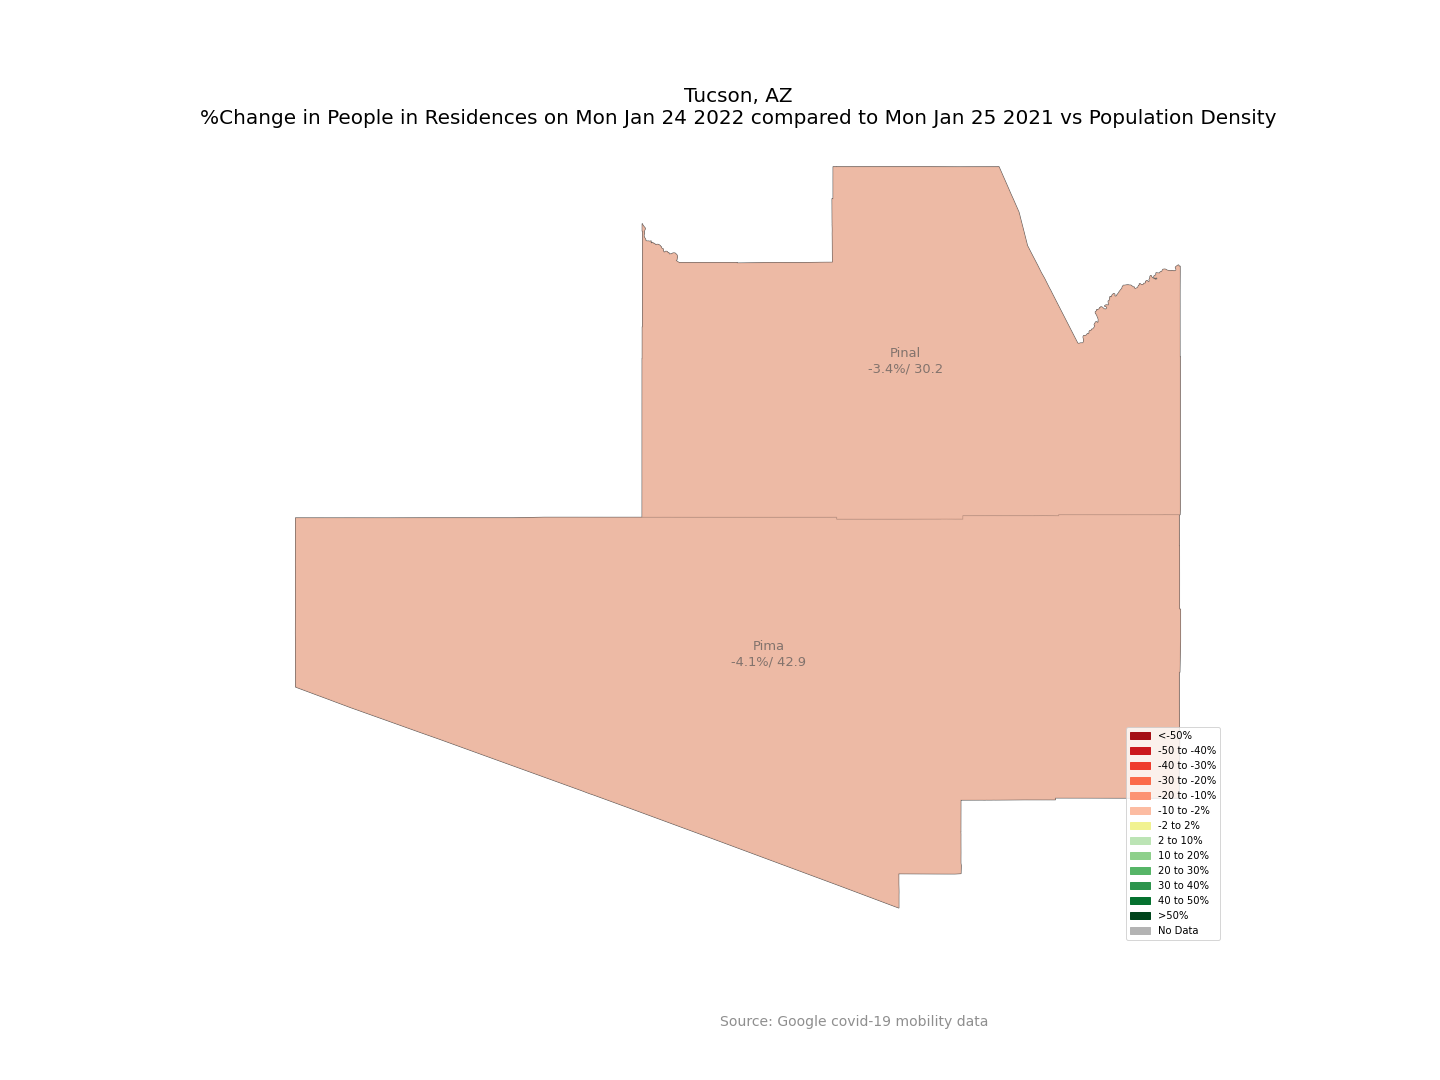 Tucson, AZ
%Change in People in Residences on Mon Jan 24 2022 compared to Mon Jan 25 2021 vs Population Density
Pinal
-3.4%/ 30.2
Pima
-4.1%/ 42.9
<-50%
-50 to -40%
-40 to -30%
-30 to -20%
-20 to -10%
-10 to -2%
-2 to 2%
2 to 10%
10 to 20%
20 to 30%
30 to 40%
40 to 50%
>50%
No Data
Source: Google covid-19 mobility data